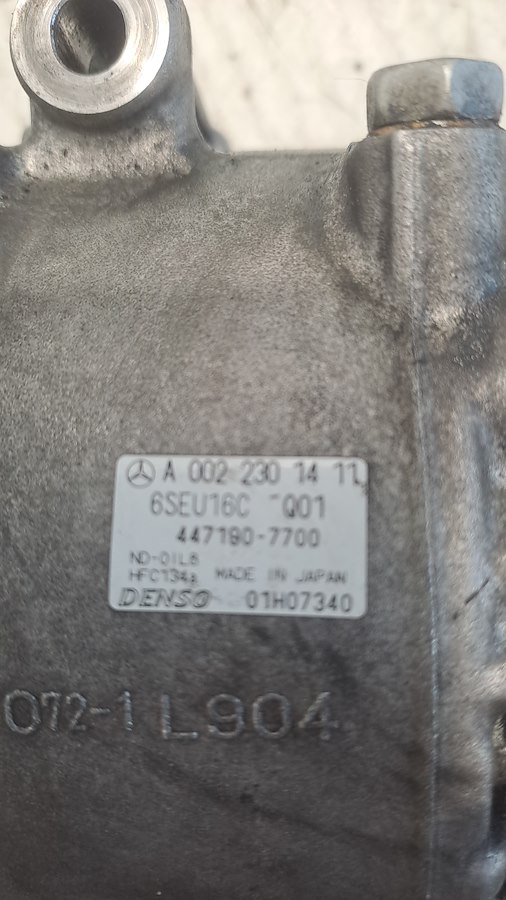 A 002 230 14 11
6SEU16C Q01
447190-7700
ND-OIL8
HFC134a MADE IN JAPAN
DENSO 01H07340
072-1 L904